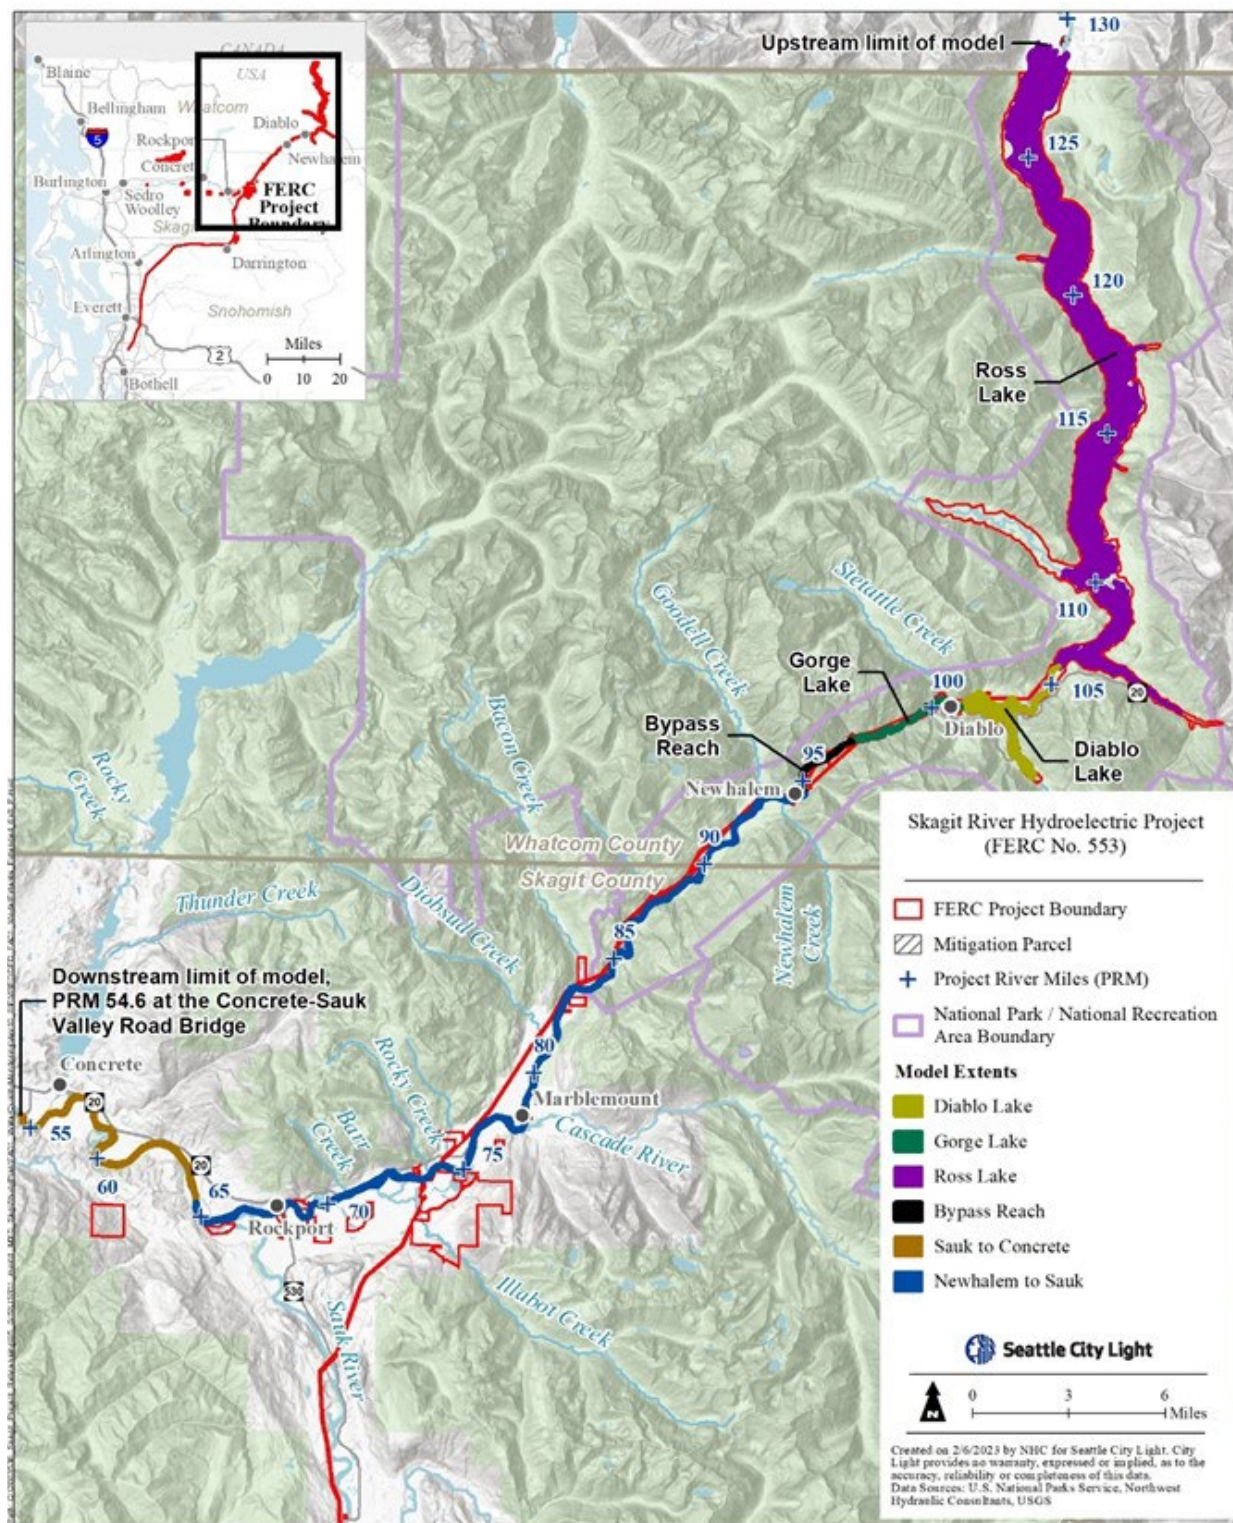 130
Upstream limit of model
CANADA
USA
Blaine
Bellingham
Whatcom
5
Diablo
Rockport
Newhalem
Concrete
Burlington
Sedro
Woolley
FERC
Project
Boundary
Skagit
Arlington
Darrington
Everett
Snohomish
2
Miles
0 10 20
Bothell
125
120
Ross
Lake
115
110
Goodell Creek
Stetattle Creek
Gorge
Lake
100
105
20
Diablo
Diablo
Lake
Bypass
Reach
95
Newhalem
Bacon Creek
Rocky
Creek
90
Whatcom County
Skagit County
Thunder Creek
Diobsud Creek
Newhalem
Creek
85
Downstream limit of model,
PRM 54.6 at the Concrete-Sauk
Valley Road Bridge
Concrete
20
55
60
20
65
80
Rocky Creek
Barr
Creek
Marblemount
Cascade River
75
70
Rockport
530
Sauk River
Illabot Creek
Skagit River Hydroelectric Project
(FERC No. 553)
FERC Project Boundary
Mitigation Parcel
Project River Miles (PRM)
National Park / National Recreation
Area Boundary
Model Extents
Diablo Lake
Gorge Lake
Ross Lake
Bypass Reach
Sauk to Concrete
Newhalem to Sauk
Seattle City Light
N
0 3 6
Miles
Created on 2/6/2023 by NHC for Seattle City Light. City
Light provides no warranty, expressed or implied, as to the
accuracy, reliability or completeness of this data.
Data Sources: U.S. National Parks Service, Northwest
Hydraulic Consultants, USGS